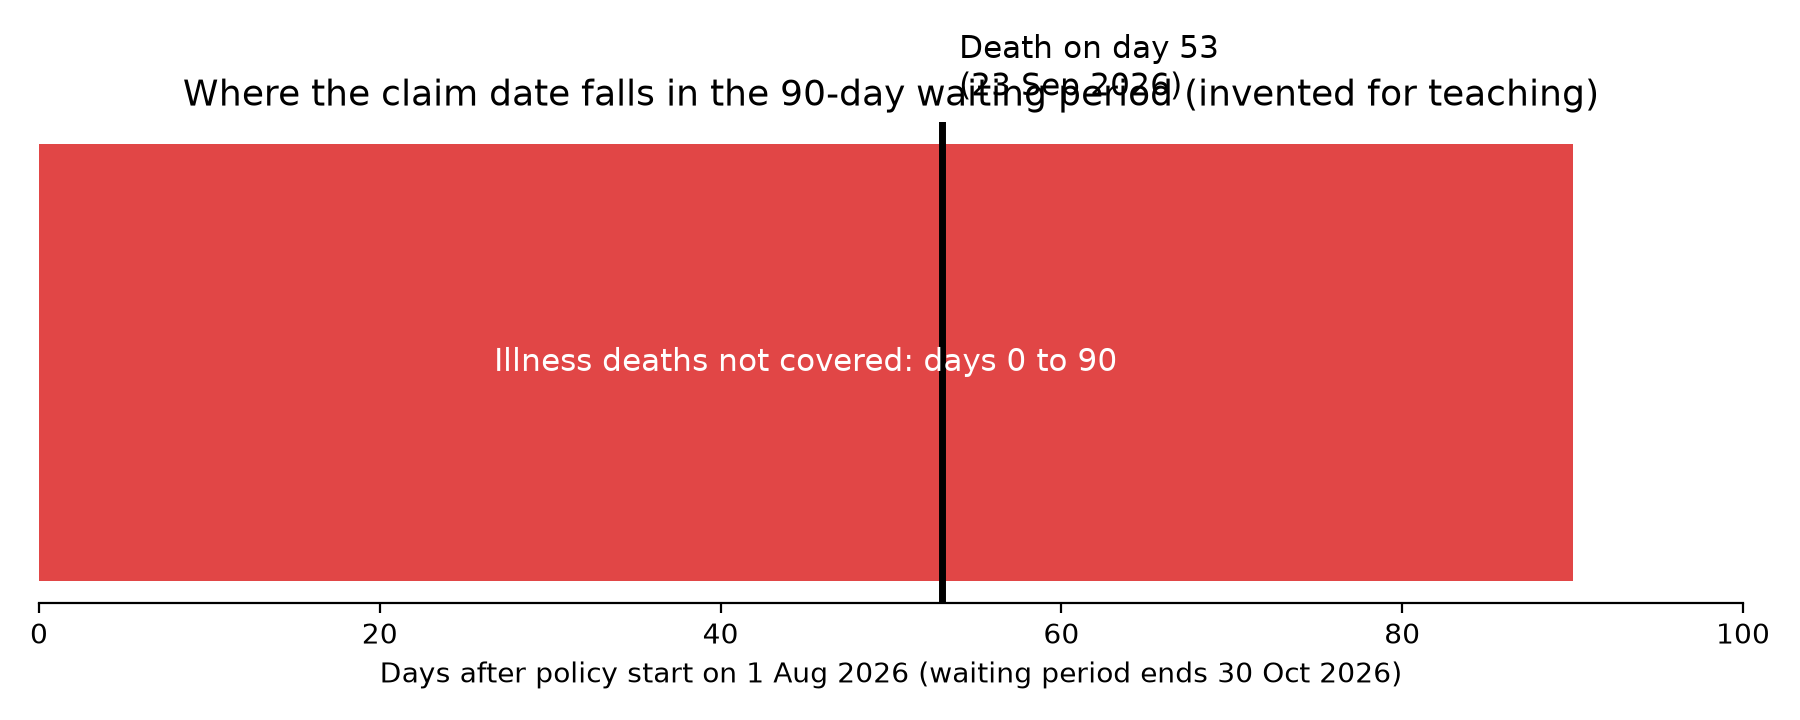 Death on day 53
(23 Sep 2026)
Where the claim date falls in the 90-day waiting period (invented for teaching)
Illness deaths not covered: days 0 to 90
0 20 40 60 80 100
Days after policy start on 1 Aug 2026 (waiting period ends 30 Oct 2026)